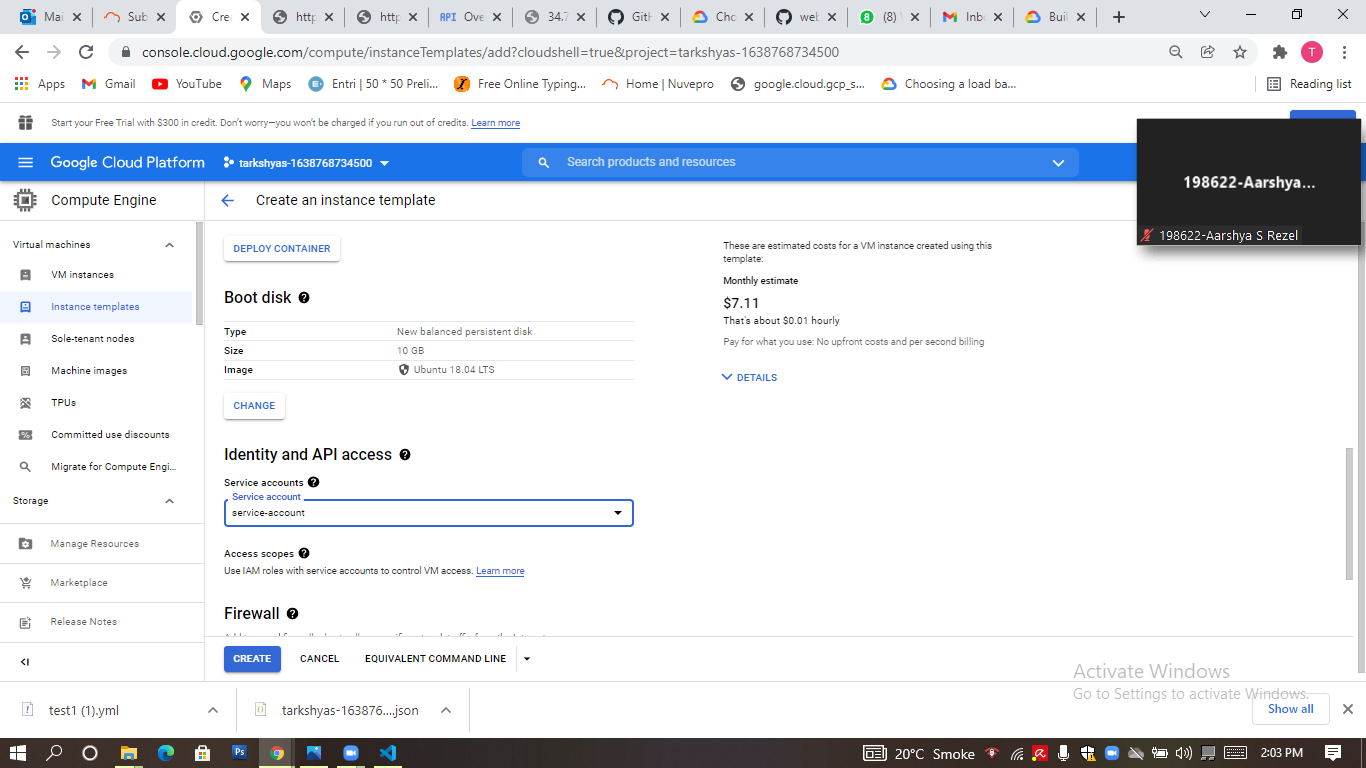 Mai
Sub
Crea
http
http
API Ove
34.7
Gith
Cho
web
(8) W
Inbo
Buil
console.cloud.google.com/compute/instanceTemplates/add?cloudshell=true&project=tarkshyas-1638768734500
T
Apps
Gmail
YouTube
Maps
Entri | 50 * 50 Preli...
Free Online Typing...
Home | Nuvepro
google.cloud.gcp_s...
Choosing a load ba...
Reading list
Start your Free Trial with $300 in credit. Don't worry—you won't be charged if you run out of credits. Learn more
Google Cloud Platform
tarkshyas-1638768734500
Search products and resources
198622-Aarshya...
198622-Aarshya S Rezel
Compute Engine
Create an instance template
Virtual machines
VM instances
Instance templates
Sole-tenant nodes
Machine images
TPUs
Committed use discounts
Migrate for Compute Engi...
Storage
Manage Resources
Marketplace
Release Notes
DEPLOY CONTAINER
Boot disk
Type New balanced persistent disk
Size 10 GB
Image Ubuntu 18.04 LTS
CHANGE
Identity and API access
Service accounts
Service account
service-account
Access scopes
Use IAM roles with service accounts to control VM access. Learn more
Firewall
These are estimated costs for a VM instance created using this
template:
Monthly estimate
$7.11
That's about $0.01 hourly
Pay for what you use: No upfront costs and per second billing
DETAILS
CREATE
CANCEL
EQUIVALENT COMMAND LINE
Activate Windows
Go to Settings to activate Windows.
test1 (1).yml
tarkshyas-163876....json
Show all
Ps
20°C Smoke
2:03 PM